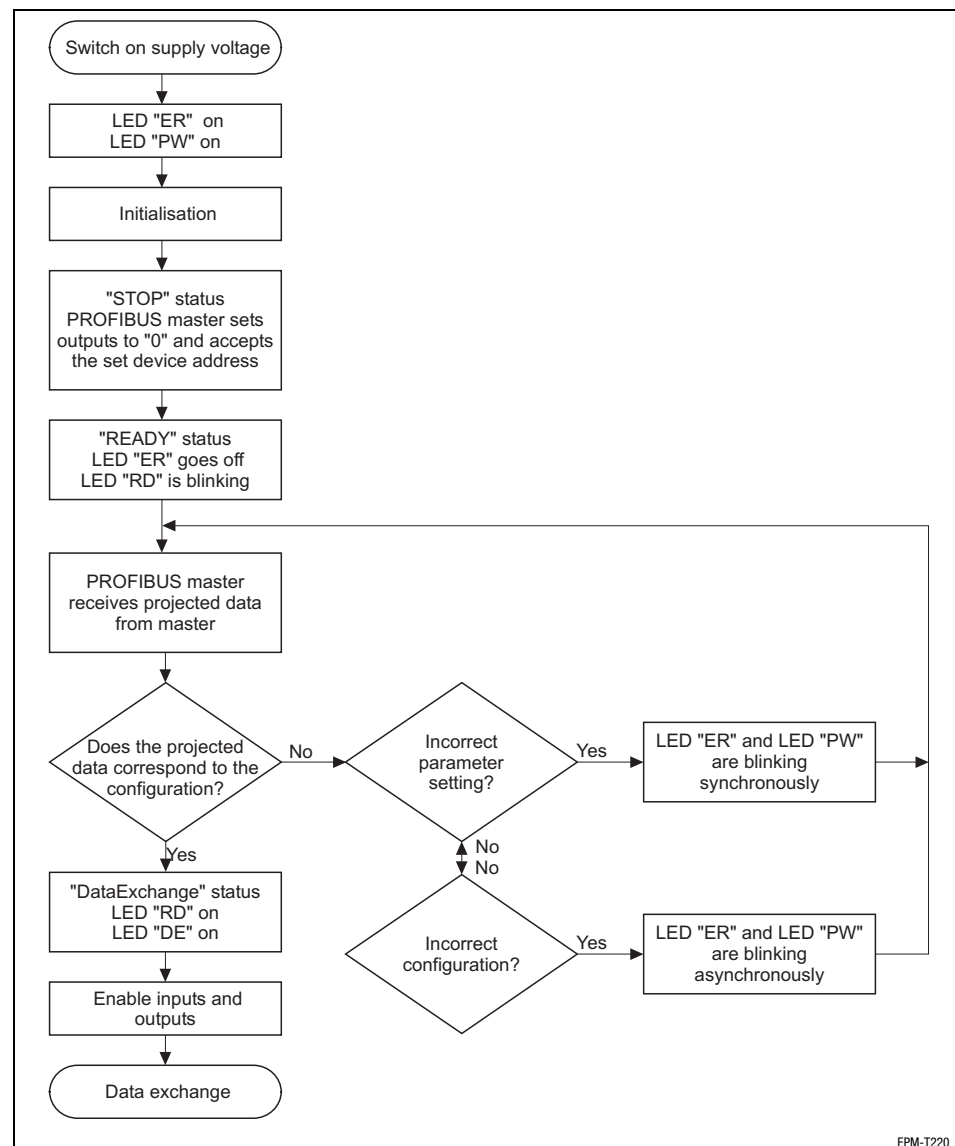 Switch on supply voltage
LED "ER" on
LED "PW" on
Initialisation
"STOP" status
PROFIBUS master sets
outputs to "0" and accepts
the set device address
"READY" status
LED "ER" goes off
LED "RD" is blinking
PROFIBUS master
receives projected data
from master
Does the projected
data correspond to the
configuration?
No
Incorrect
parameter
setting?
Yes
LED "ER" and LED "PW"
are blinking
synchronously
Yes
No
No
"DataExchange" status
LED "RD" on
LED "DE" on
Incorrect
configuration?
Yes
LED "ER" and LED "PW"
are blinking
asynchronously
Enable inputs and
outputs
Data exchange
FPM-T220